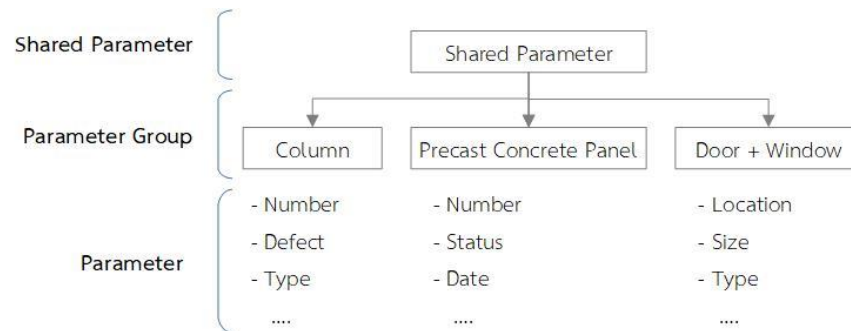 Shared Parameter
Shared Parameter
Parameter Group
Column
Precast Concrete Panel
Door + Window
Parameter
- Number
- Defect
- Type
....
- Number
- Status
- Date
....
- Location
- Size
- Type
....